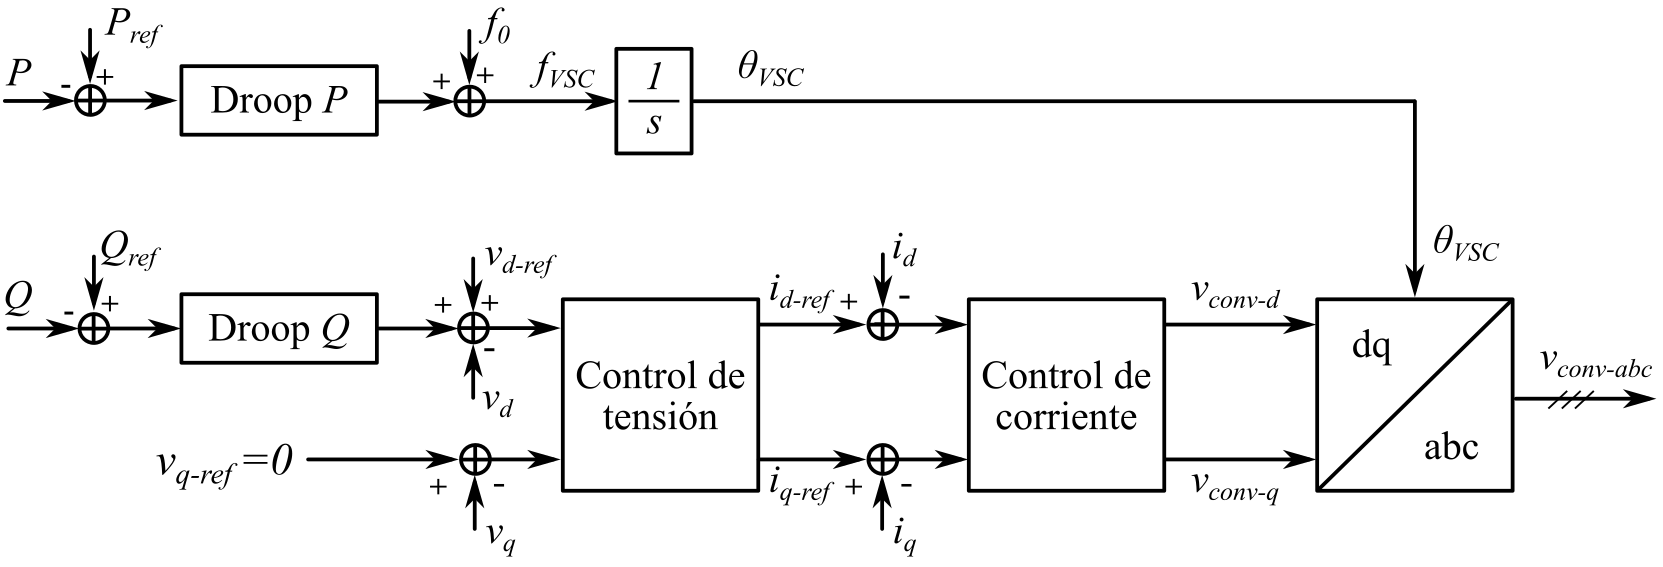 P_ref
P - +
Droop P
f_0
+ +
f_VSC
1
s
θ_VSC
θ_VSC
Q_ref
Q - +
Droop Q
v_d-ref
+ +
-
v_d
v_q-ref=0
+ -
v_q
Control de
tensión
i_d
i_d-ref + -
i_q-ref + -
i_q
Control de
corriente
v_conv-d
v_conv-q
dq
abc
v_conv-abc